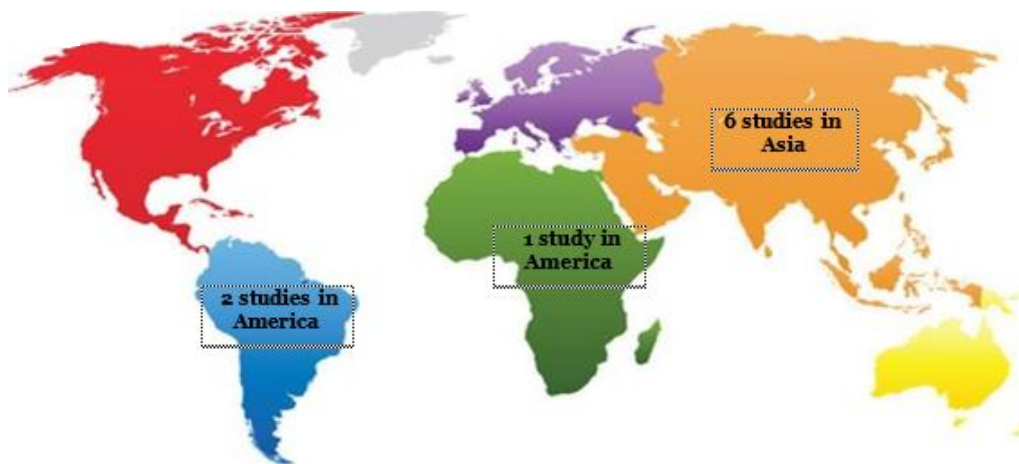 6 studies in
Asia
1 study in
America
2 studies in
America